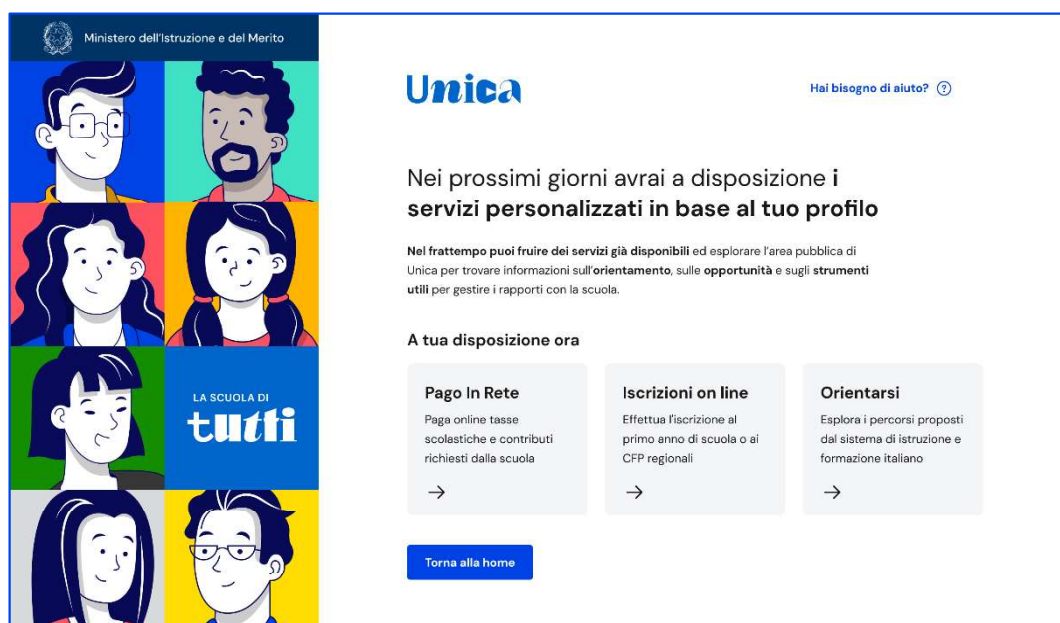 Ministero dell'Istruzione e del Merito
Unica
Hai bisogno di aiuto? ?
Nei prossimi giorni avrai a disposizione i
servizi personalizzati in base al tuo profilo
Nel frattempo puoi fruire dei servizi già disponibili ed esplorare l'area pubblica di
Unica per trovare informazioni sull'orientamento, sulle opportunità e sugli strumenti
utili per gestire i rapporti con la scuola.
A tua disposizione ora
Pago In Rete
Paga online tasse
scolastiche e contributi
richiesti dalla scuola
Iscrizioni on line
Effettua l'iscrizione al
primo anno di scuola o ai
CFP regionali
Orientarsi
Esplora i percorsi proposti
dal sistema di istruzione e
formazione italiano
Torna alla home
LA SCUOLA DI
tutti